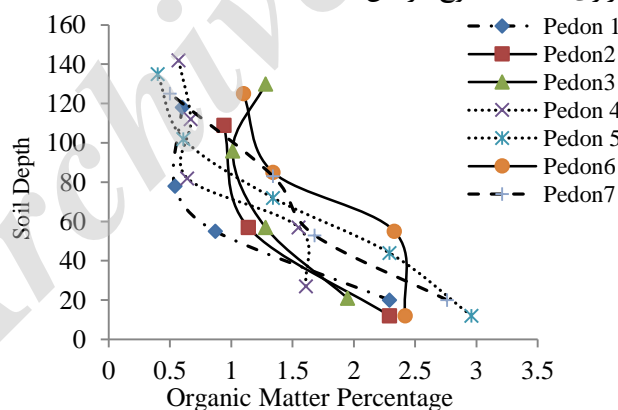 160
140
120
100
80
60
40
20
0
Soil Depth
0 0.5 1 1.5 2 2.5 3 3.5
Organic Matter Percentage
Pedon 1
Pedon2
Pedon3
Pedon 4
Pedon 5
Pedon6
Pedon7
Archive